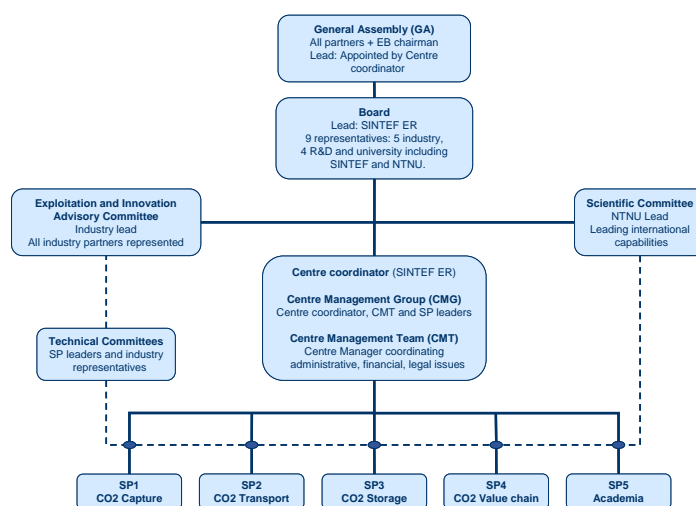 General Assembly (GA)
All partners + EB chairman
Lead: Appointed by Centre
coordinator
Board
Lead: SINTEF ER
9 representatives: 5 industry,
4 R&D and university including
SINTEF and NTNU.
Exploitation and Innovation
Advisory Committee
Industry lead
All industry partners represented
Scientific Committee
NTNU Lead
Leading international
capabilities
Centre coordinator (SINTEF ER)
Centre Management Group (CMG)
Centre coordinator, CMT and SP leaders
Centre Management Team (CMT)
Centre Manager coordinating
administrative, financial, legal issues
Technical Committees
SP leaders and industry
representatives
SP1
CO2 Capture
SP2
CO2 Transport
SP3
CO2 Storage
SP4
CO2 Value chain
SP5
Academia